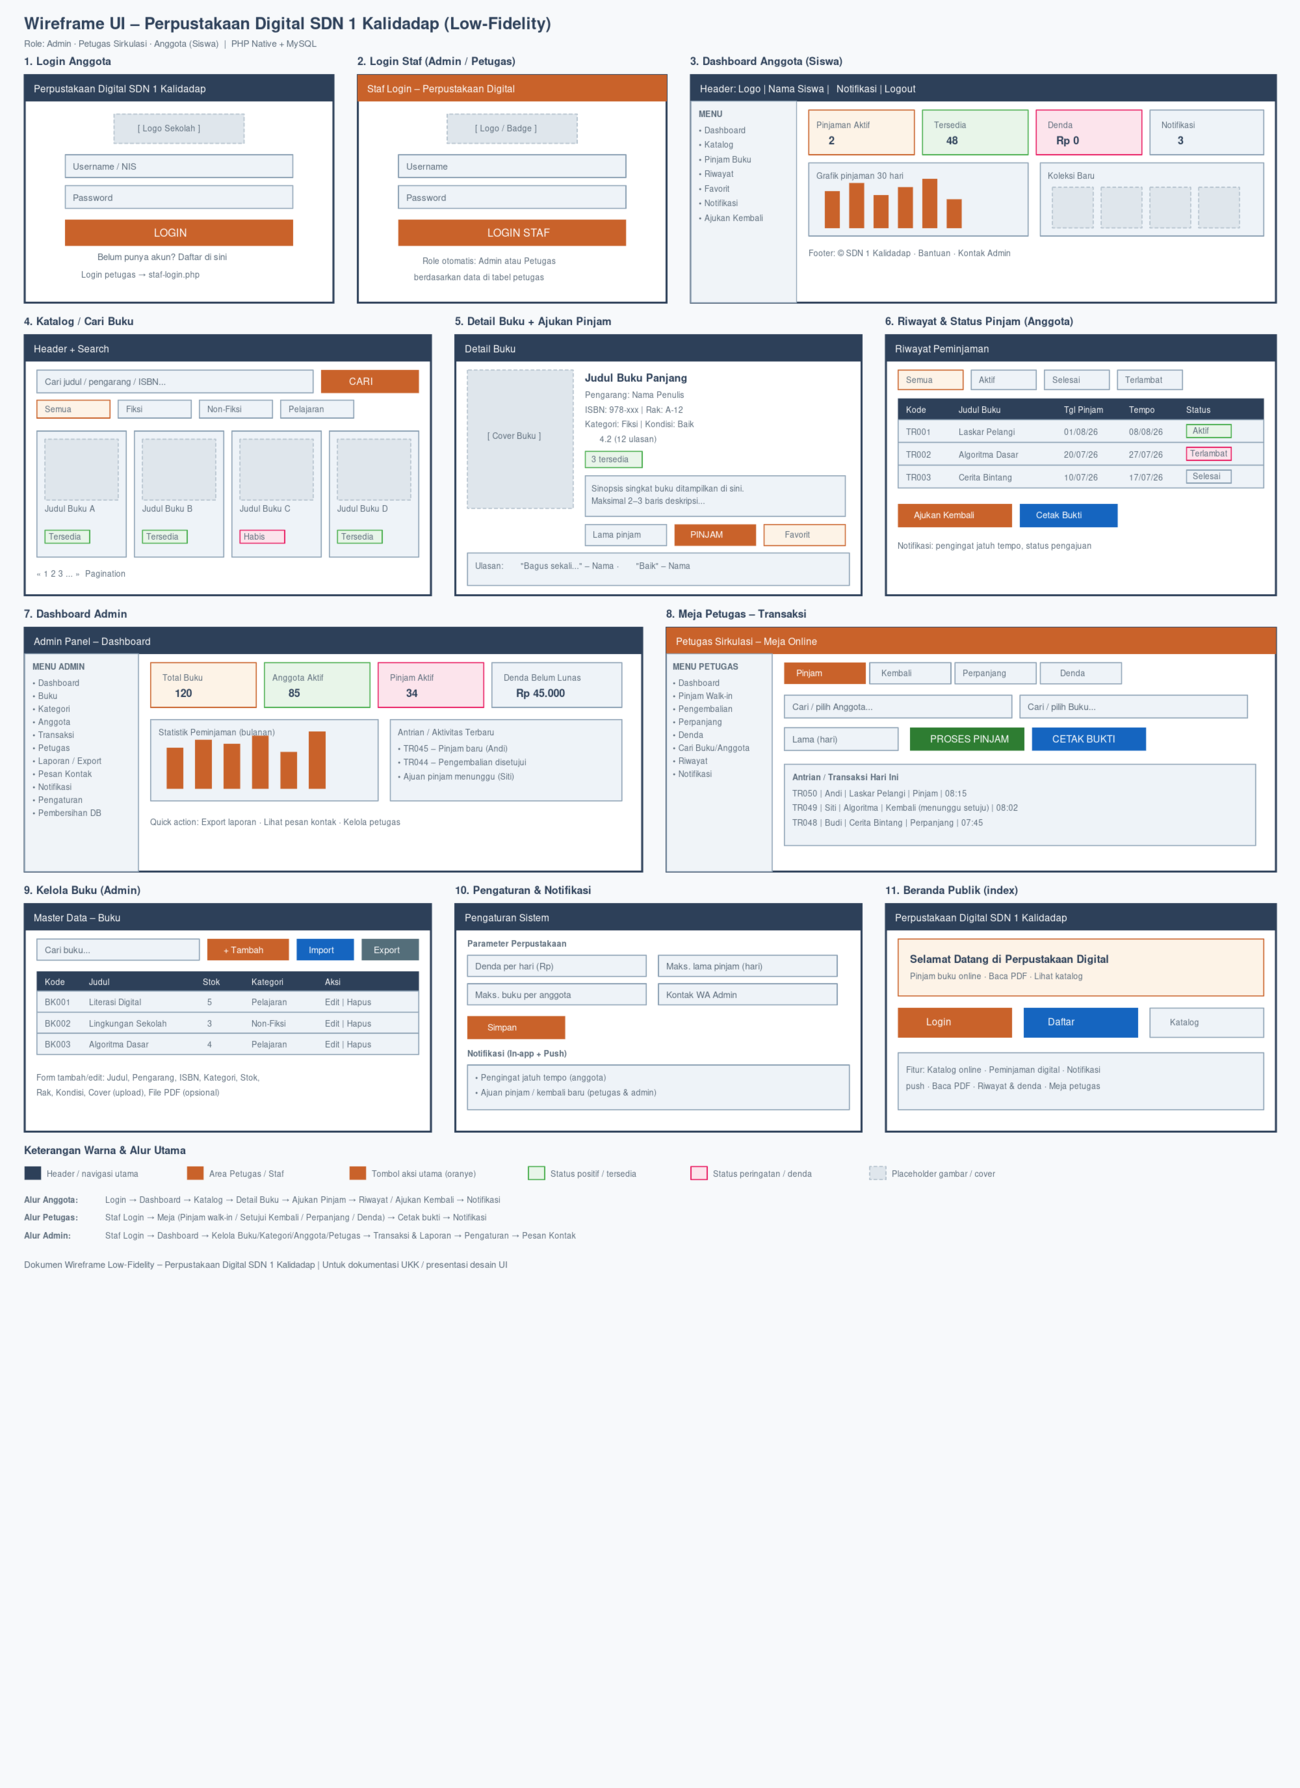 Wireframe UI – Perpustakaan Digital SDN 1 Kalidadap (Low-Fidelity)
Role: Admin · Petugas Sirkulasi · Anggota (Siswa) | PHP Native + MySQL
1. Login Anggota
Perpustakaan Digital SDN 1 Kalidadap
[ Logo Sekolah ]
Username / NIS
Password
LOGIN
Belum punya akun? Daftar di sini
Login petugas → staf-login.php
2. Login Staf (Admin / Petugas)
Staf Login – Perpustakaan Digital
[ Logo / Badge ]
Username
Password
LOGIN STAF
Role otomatis: Admin atau Petugas
berdasarkan data di tabel petugas
3. Dashboard Anggota (Siswa)
Header: Logo | Nama Siswa | Notifikasi | Logout
MENU
• Dashboard
• Katalog
• Pinjam Buku
• Riwayat
• Favorit
• Notifikasi
• Ajukan Kembali
Pinjaman Aktif
2
Tersedia
48
Denda
Rp 0
Notifikasi
3
Grafik pinjaman 30 hari
Koleksi Baru
Footer: © SDN 1 Kalidadap · Bantuan · Kontak Admin
4. Katalog / Cari Buku
Header + Search
Cari judul / pengarang / ISBN...
CARI
Semua
Fiksi
Non-Fiksi
Pelajaran
Judul Buku A
Tersedia
Judul Buku B
Tersedia
Judul Buku C
Habis
Judul Buku D
Tersedia
« 1 2 3 ... » Pagination
5. Detail Buku + Ajukan Pinjam
Detail Buku
[ Cover Buku ]
Judul Buku Panjang
Pengarang: Nama Penulis
ISBN: 978-xxx | Rak: A-12
Kategori: Fiksi | Kondisi: Baik
4.2 (12 ulasan)
3 tersedia
Sinopsis singkat buku ditampilkan di sini.
Maksimal 2–3 baris deskripsi...
Lama pinjam
PINJAM
Favorit
Ulasan: "Bagus sekali..." – Nama · "Baik" – Nama
6. Riwayat & Status Pinjam (Anggota)
Riwayat Peminjaman
Semua
Aktif
Selesai
Terlambat
Kode Judul Buku Tgl Pinjam Tempo Status
TR001 Laskar Pelangi 01/08/26 08/08/26 Aktif
TR002 Algoritma Dasar 20/07/26 27/07/26 Terlambat
TR003 Cerita Bintang 10/07/26 17/07/26 Selesai
Ajukan Kembali
Cetak Bukti
Notifikasi: pengingat jatuh tempo, status pengajuan
7. Dashboard Admin
Admin Panel – Dashboard
MENU ADMIN
• Dashboard
• Buku
• Kategori
• Anggota
• Transaksi
• Petugas
• Laporan / Export
• Pesan Kontak
• Notifikasi
• Pengaturan
• Pembersihan DB
Total Buku
120
Anggota Aktif
85
Pinjam Aktif
34
Denda Belum Lunas
Rp 45.000
Statistik Peminjaman (bulanan)
Antrian / Aktivitas Terbaru
• TR045 – Pinjam baru (Andi)
• TR044 – Pengembalian disetujui
• Ajuan pinjam menunggu (Siti)
Quick action: Export laporan · Lihat pesan kontak · Kelola petugas
8. Meja Petugas – Transaksi
Petugas Sirkulasi – Meja Online
MENU PETUGAS
• Dashboard
• Pinjam Walk-in
• Pengembalian
• Perpanjang
• Denda
• Cari Buku/Anggota
• Riwayat
• Notifikasi
Pinjam
Kembali
Perpanjang
Denda
Cari / pilih Anggota...
Cari / pilih Buku...
Lama (hari)
PROSES PINJAM
CETAK BUKTI
Antrian / Transaksi Hari Ini
TR050 | Andi | Laskar Pelangi | Pinjam | 08:15
TR049 | Siti | Algoritma | Kembali (menunggu setuju) | 08:02
TR048 | Budi | Cerita Bintang | Perpanjang | 07:45
9. Kelola Buku (Admin)
Master Data – Buku
Cari buku...
+ Tambah
Import
Export
Kode Judul Stok Kategori Aksi
BK001 Literasi Digital 5 Pelajaran Edit | Hapus
BK002 Lingkungan Sekolah 3 Non-Fiksi Edit | Hapus
BK003 Algoritma Dasar 4 Pelajaran Edit | Hapus
Form tambah/edit: Judul, Pengarang, ISBN, Kategori, Stok,
Rak, Kondisi, Cover (upload), File PDF (opsional)
10. Pengaturan & Notifikasi
Pengaturan Sistem
Parameter Perpustakaan
Denda per hari (Rp)
Maks. lama pinjam (hari)
Maks. buku per anggota
Kontak WA Admin
Simpan
Notifikasi (In-app + Push)
• Pengingat jatuh tempo (anggota)
• Ajuan pinjam / kembali baru (petugas & admin)
11. Beranda Publik (index)
Perpustakaan Digital SDN 1 Kalidadap
Selamat Datang di Perpustakaan Digital
Pinjam buku online · Baca PDF · Lihat katalog
Login
Daftar
Katalog
Fitur: Katalog online · Peminjaman digital · Notifikasi
push · Baca PDF · Riwayat & denda · Meja petugas
Keterangan Warna & Alur Utama
Header / navigasi utama
Area Petugas / Staf
Tombol aksi utama (oranye)
Status positif / tersedia
Status peringatan / denda
Placeholder gambar / cover
Alur Anggota: Login → Dashboard → Katalog → Detail Buku → Ajukan Pinjam → Riwayat / Ajukan Kembali → Notifikasi
Alur Petugas: Staf Login → Meja (Pinjam walk-in / Setujui Kembali / Perpanjang / Denda) → Cetak bukti → Notifikasi
Alur Admin: Staf Login → Dashboard → Kelola Buku/Kategori/Anggota/Petugas → Transaksi & Laporan → Pengaturan → Pesan Kontak
Dokumen Wireframe Low-Fidelity – Perpustakaan Digital SDN 1 Kalidadap | Untuk dokumentasi UKK / presentasi desain UI